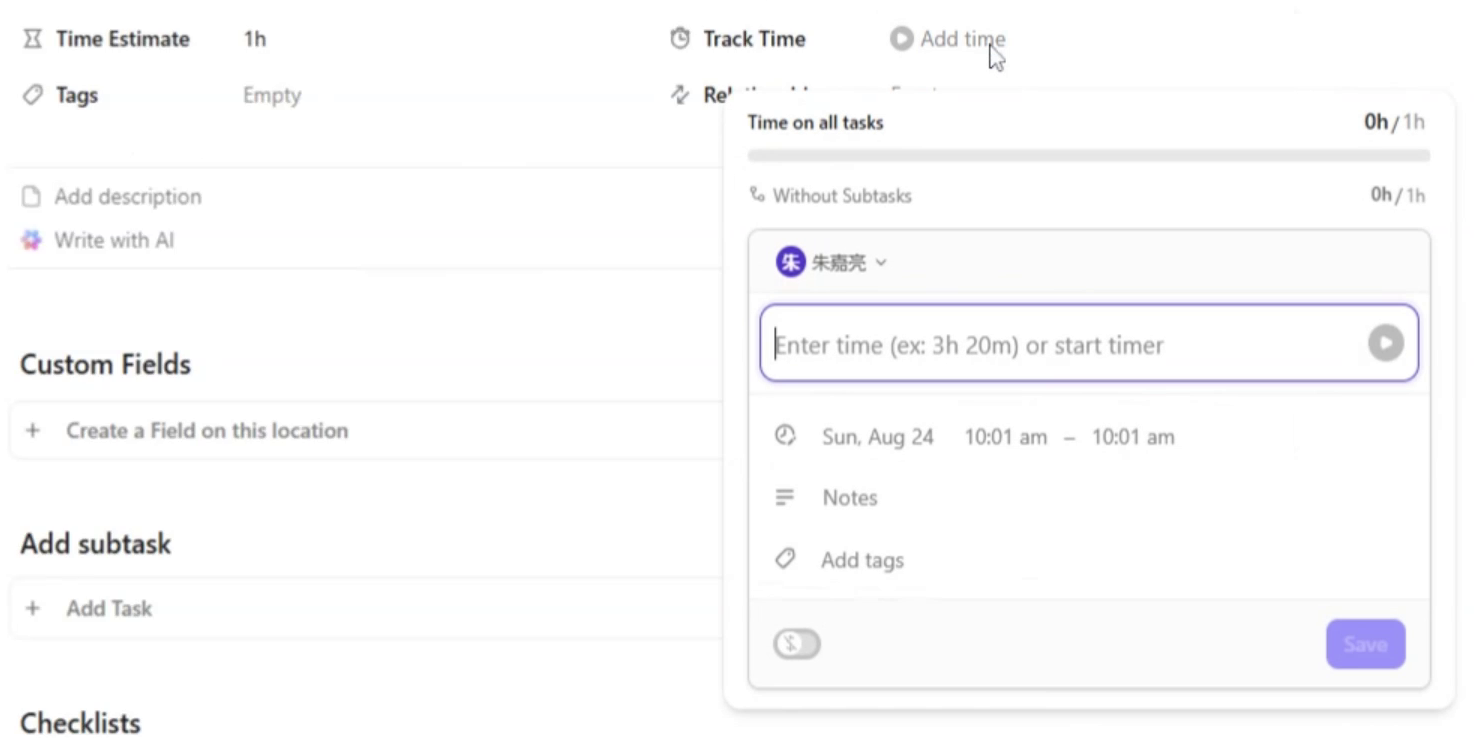 Time Estimate 1h Track Time Add time
Tags Empty
Time on all tasks 0h / 1h
Without Subtasks 0h / 1h
Add description
Write with AI
朱 朱嘉亮
Enter time (ex: 3h 20m) or start timer
Custom Fields
Create a Field on this location
Sun, Aug 24 10:01 am – 10:01 am
Notes
Add subtask
Add tags
Add Task
Save
Checklists